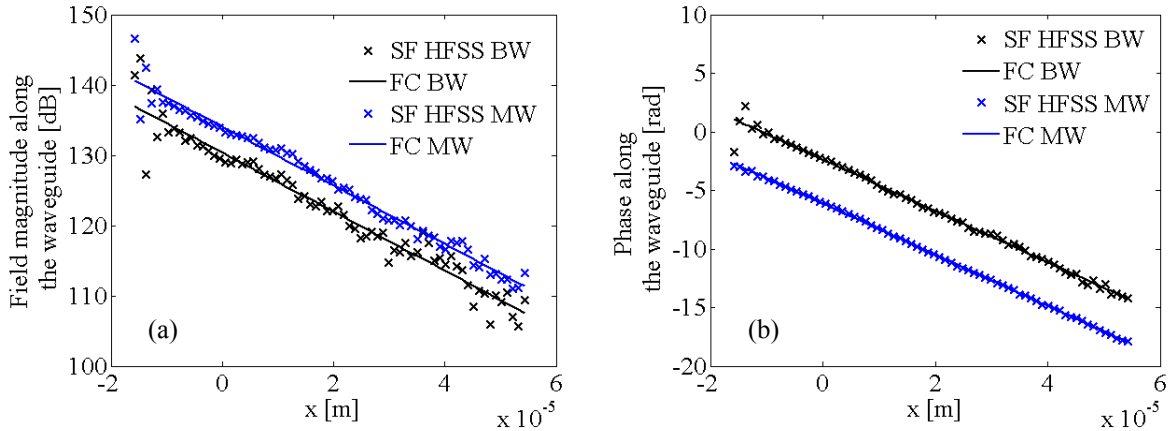 150
140
130
120
110
100
-2
0
2
4
6
x [m]
x 10⁻⁵
Field magnitude along
the waveguide [dB]
SF HFSS BW
FC BW
SF HFSS MW
FC MW
(a)
10
5
0
-5
-10
-15
-20
-2
0
2
4
6
x [m]
x 10⁻⁵
Phase along
the waveguide [rad]
SF HFSS BW
FC BW
SF HFSS MW
FC MW
(b)